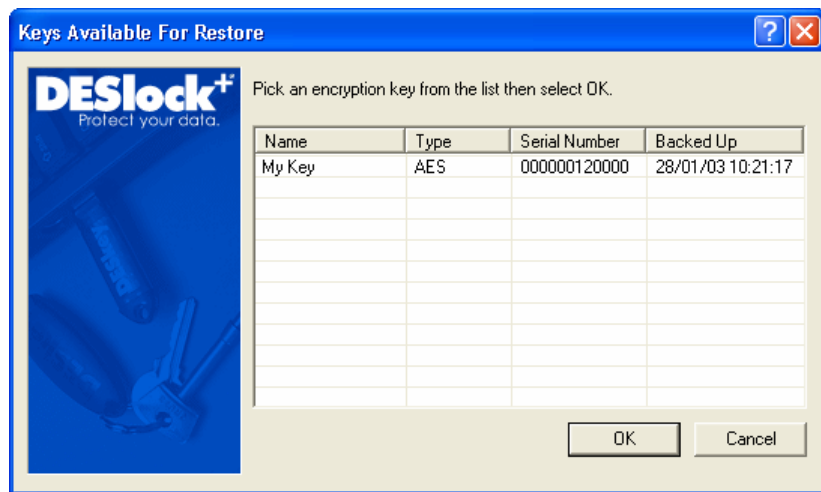 Keys Available For Restore
DESlock+
Protect your data.
Pick an encryption key from the list then select OK.
Name Type Serial Number Backed Up
My Key AES 000000120000 28/01/03 10:21:17
DESkey
OK Cancel